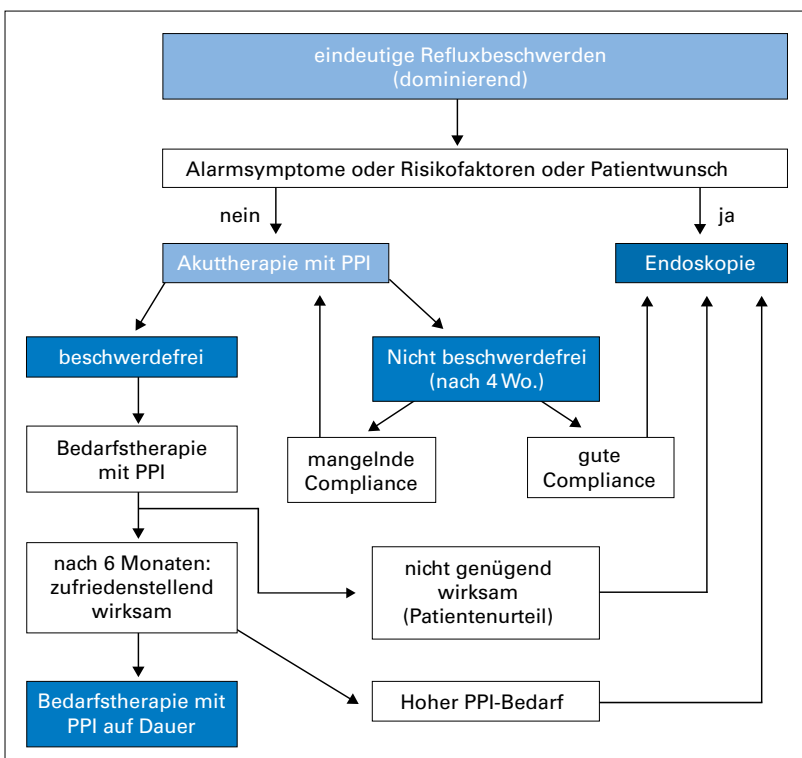 eindeutige Refluxbeschwerden
(dominierend)
Alarmsymptome oder Risikofaktoren oder Patientwunsch
nein
ja
Akuttherapie mit PPI
Endoskopie
beschwerdefrei
Nicht beschwerdefrei
(nach 4 Wo.)
Bedarfstherapie
mit PPI
mangelnde
Compliance
gute
Compliance
nach 6 Monaten:
zufriedenstellend
wirksam
nicht genügend
wirksam
(Patientenurteil)
Bedarfstherapie mit
PPI auf Dauer
Hoher PPI-Bedarf